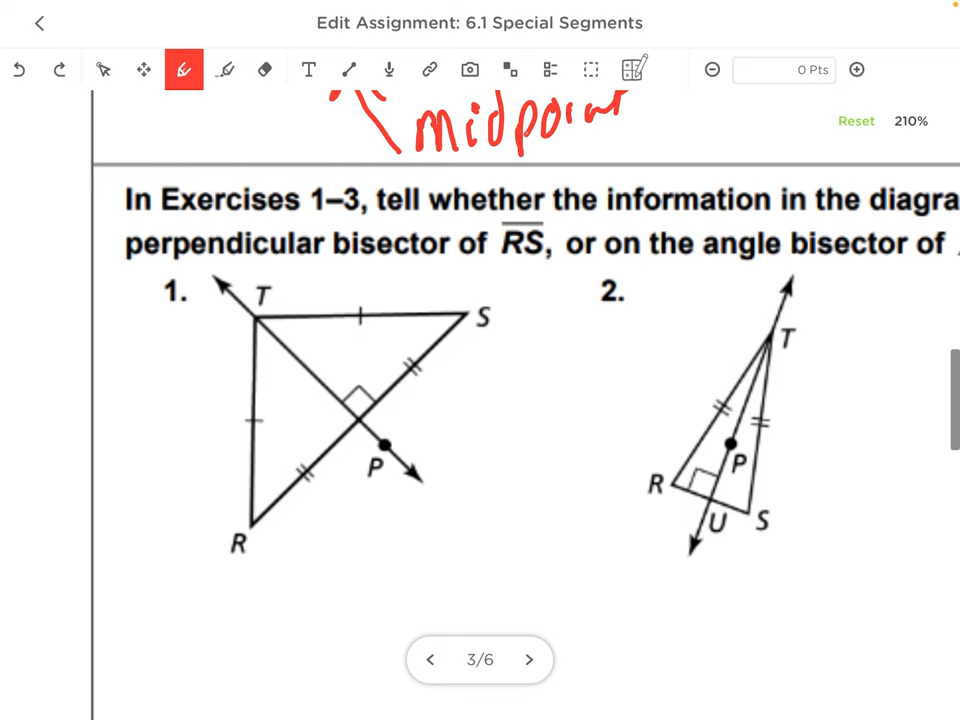 Edit Assignment: 6.1 Special Segments
0 Pts
Reset 210%
midpoint
In Exercises 1–3, tell whether the information in the diagra
perpendicular bisector of RS, or on the angle bisector of
1.
T
S
P
R
2.
T
P
R
U
S
3/6